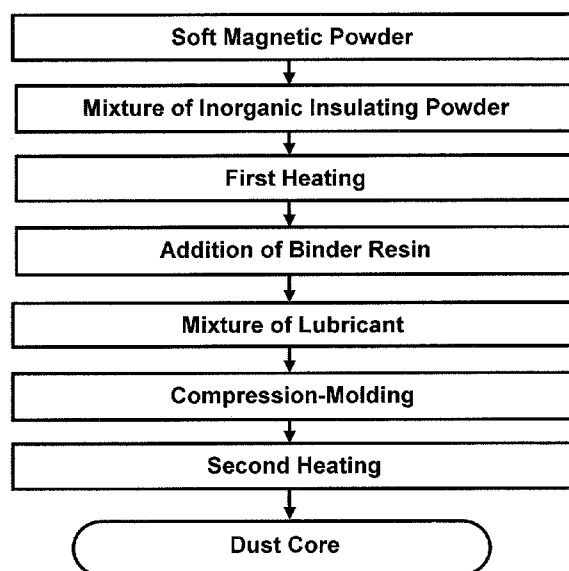 Soft Magnetic Powder
Mixture of Inorganic Insulating Powder
First Heating
Addition of Binder Resin
Mixture of Lubricant
Compression-Molding
Second Heating
Dust Core